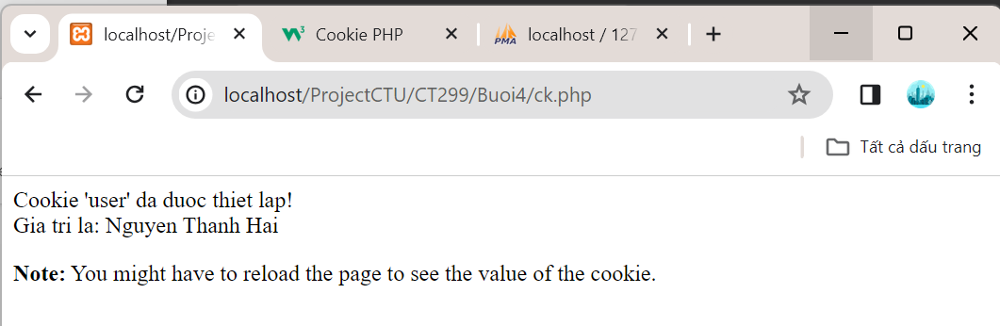 localhost/Proje
Cookie PHP
PMA
localhost / 127
localhost/ProjectCTU/CT299/Buoi4/ck.php
Tất cả dấu trang
Cookie 'user' da duoc thiet lap!
Gia tri la: Nguyen Thanh Hai
Note: You might have to reload the page to see the value of the cookie.